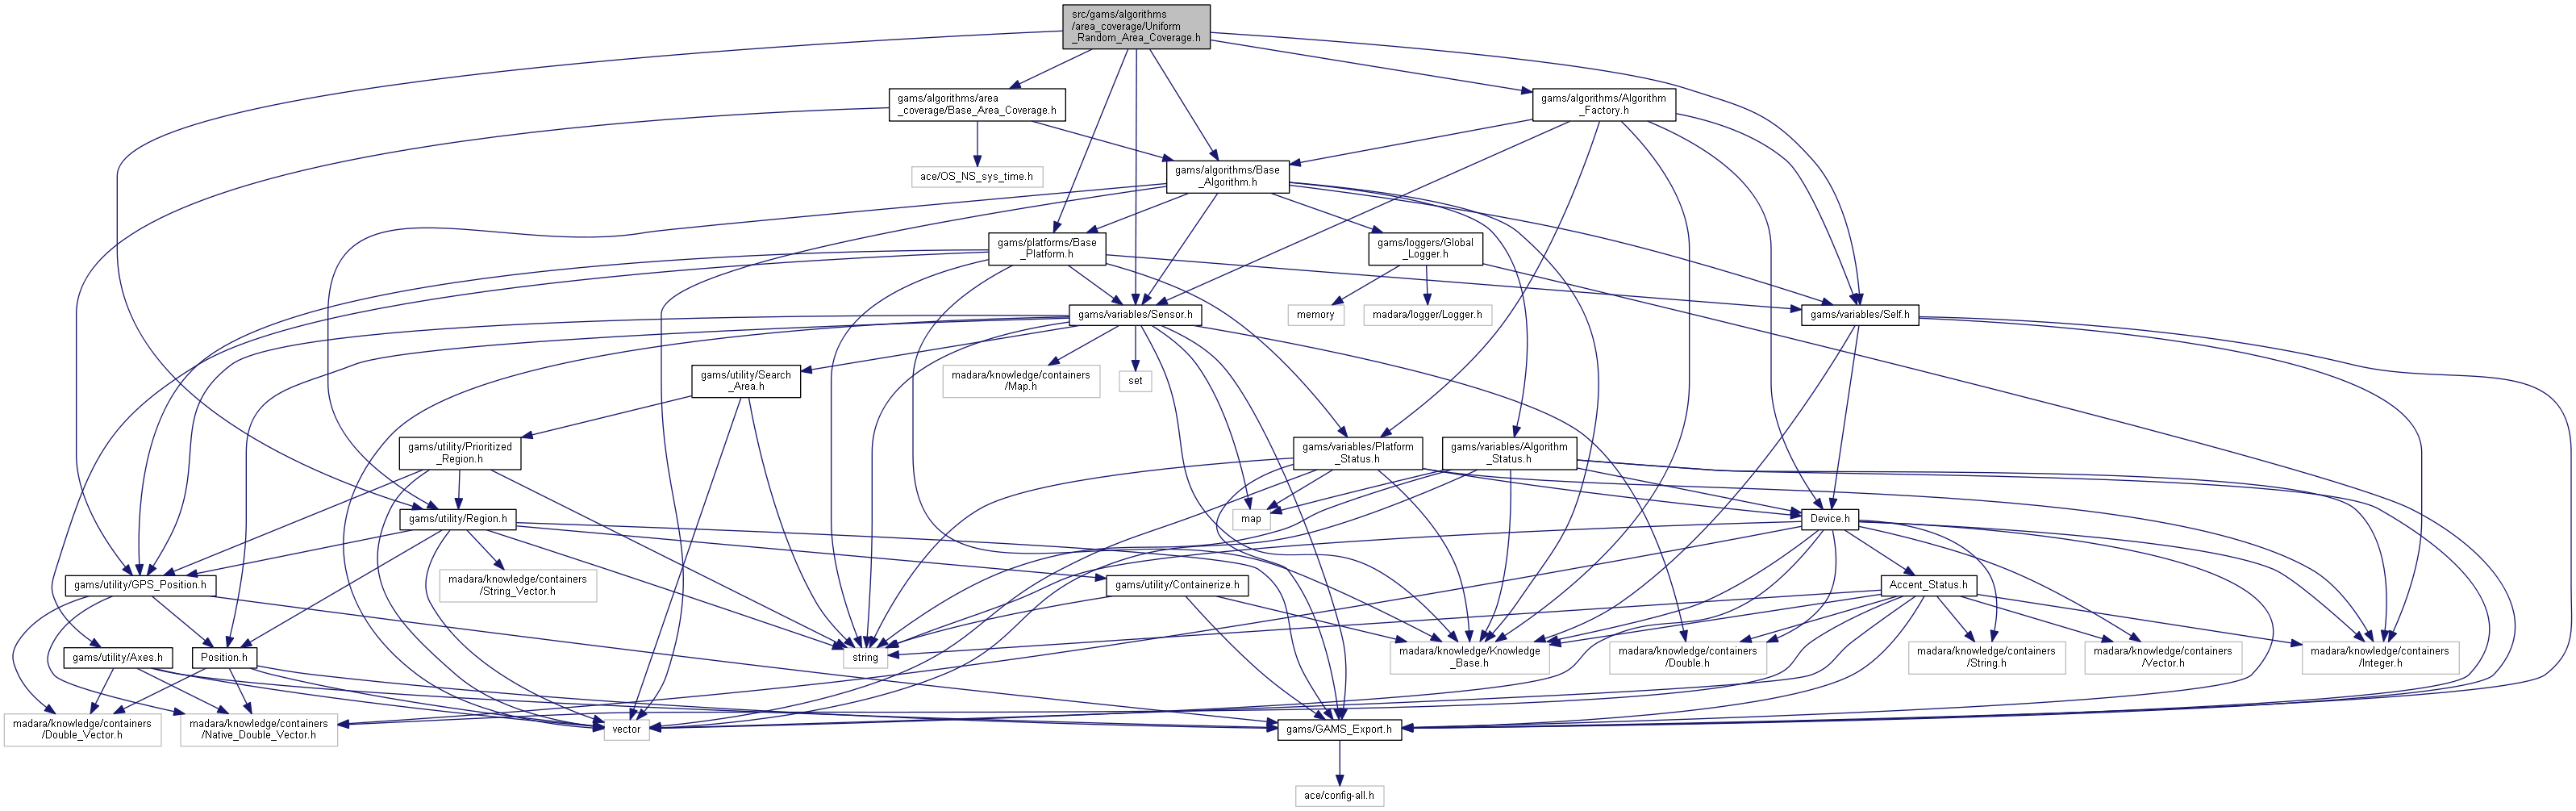 src/gams/algorithms
/area_coverage/Uniform
_Random_Area_Coverage.h
gams/algorithms/area
_coverage/Base_Area_Coverage.h
gams/algorithms/Algorithm
_Factory.h
ace/OS_NS_sys_time.h
gams/algorithms/Base
_Algorithm.h
gams/platforms/Base
_Platform.h
gams/loggers/Global
_Logger.h
gams/variables/Sensor.h
memory
madara/logger/Logger.h
gams/variables/Self.h
gams/utility/Search
_Area.h
madara/knowledge/containers
/Map.h
set
gams/utility/Prioritized
_Region.h
gams/variables/Platform
_Status.h
gams/variables/Algorithm
_Status.h
gams/utility/Region.h
map
Device.h
gams/utility/GPS_Position.h
madara/knowledge/containers
/String_Vector.h
gams/utility/Containerize.h
Accent_Status.h
gams/utility/Axes.h
Position.h
string
madara/knowledge/Knowledge
_Base.h
madara/knowledge/containers
/Double.h
madara/knowledge/containers
/String.h
madara/knowledge/containers
/Vector.h
madara/knowledge/containers
/Integer.h
madara/knowledge/containers
/Double_Vector.h
madara/knowledge/containers
/Native_Double_Vector.h
vector
gams/GAMS_Export.h
ace/config-all.h